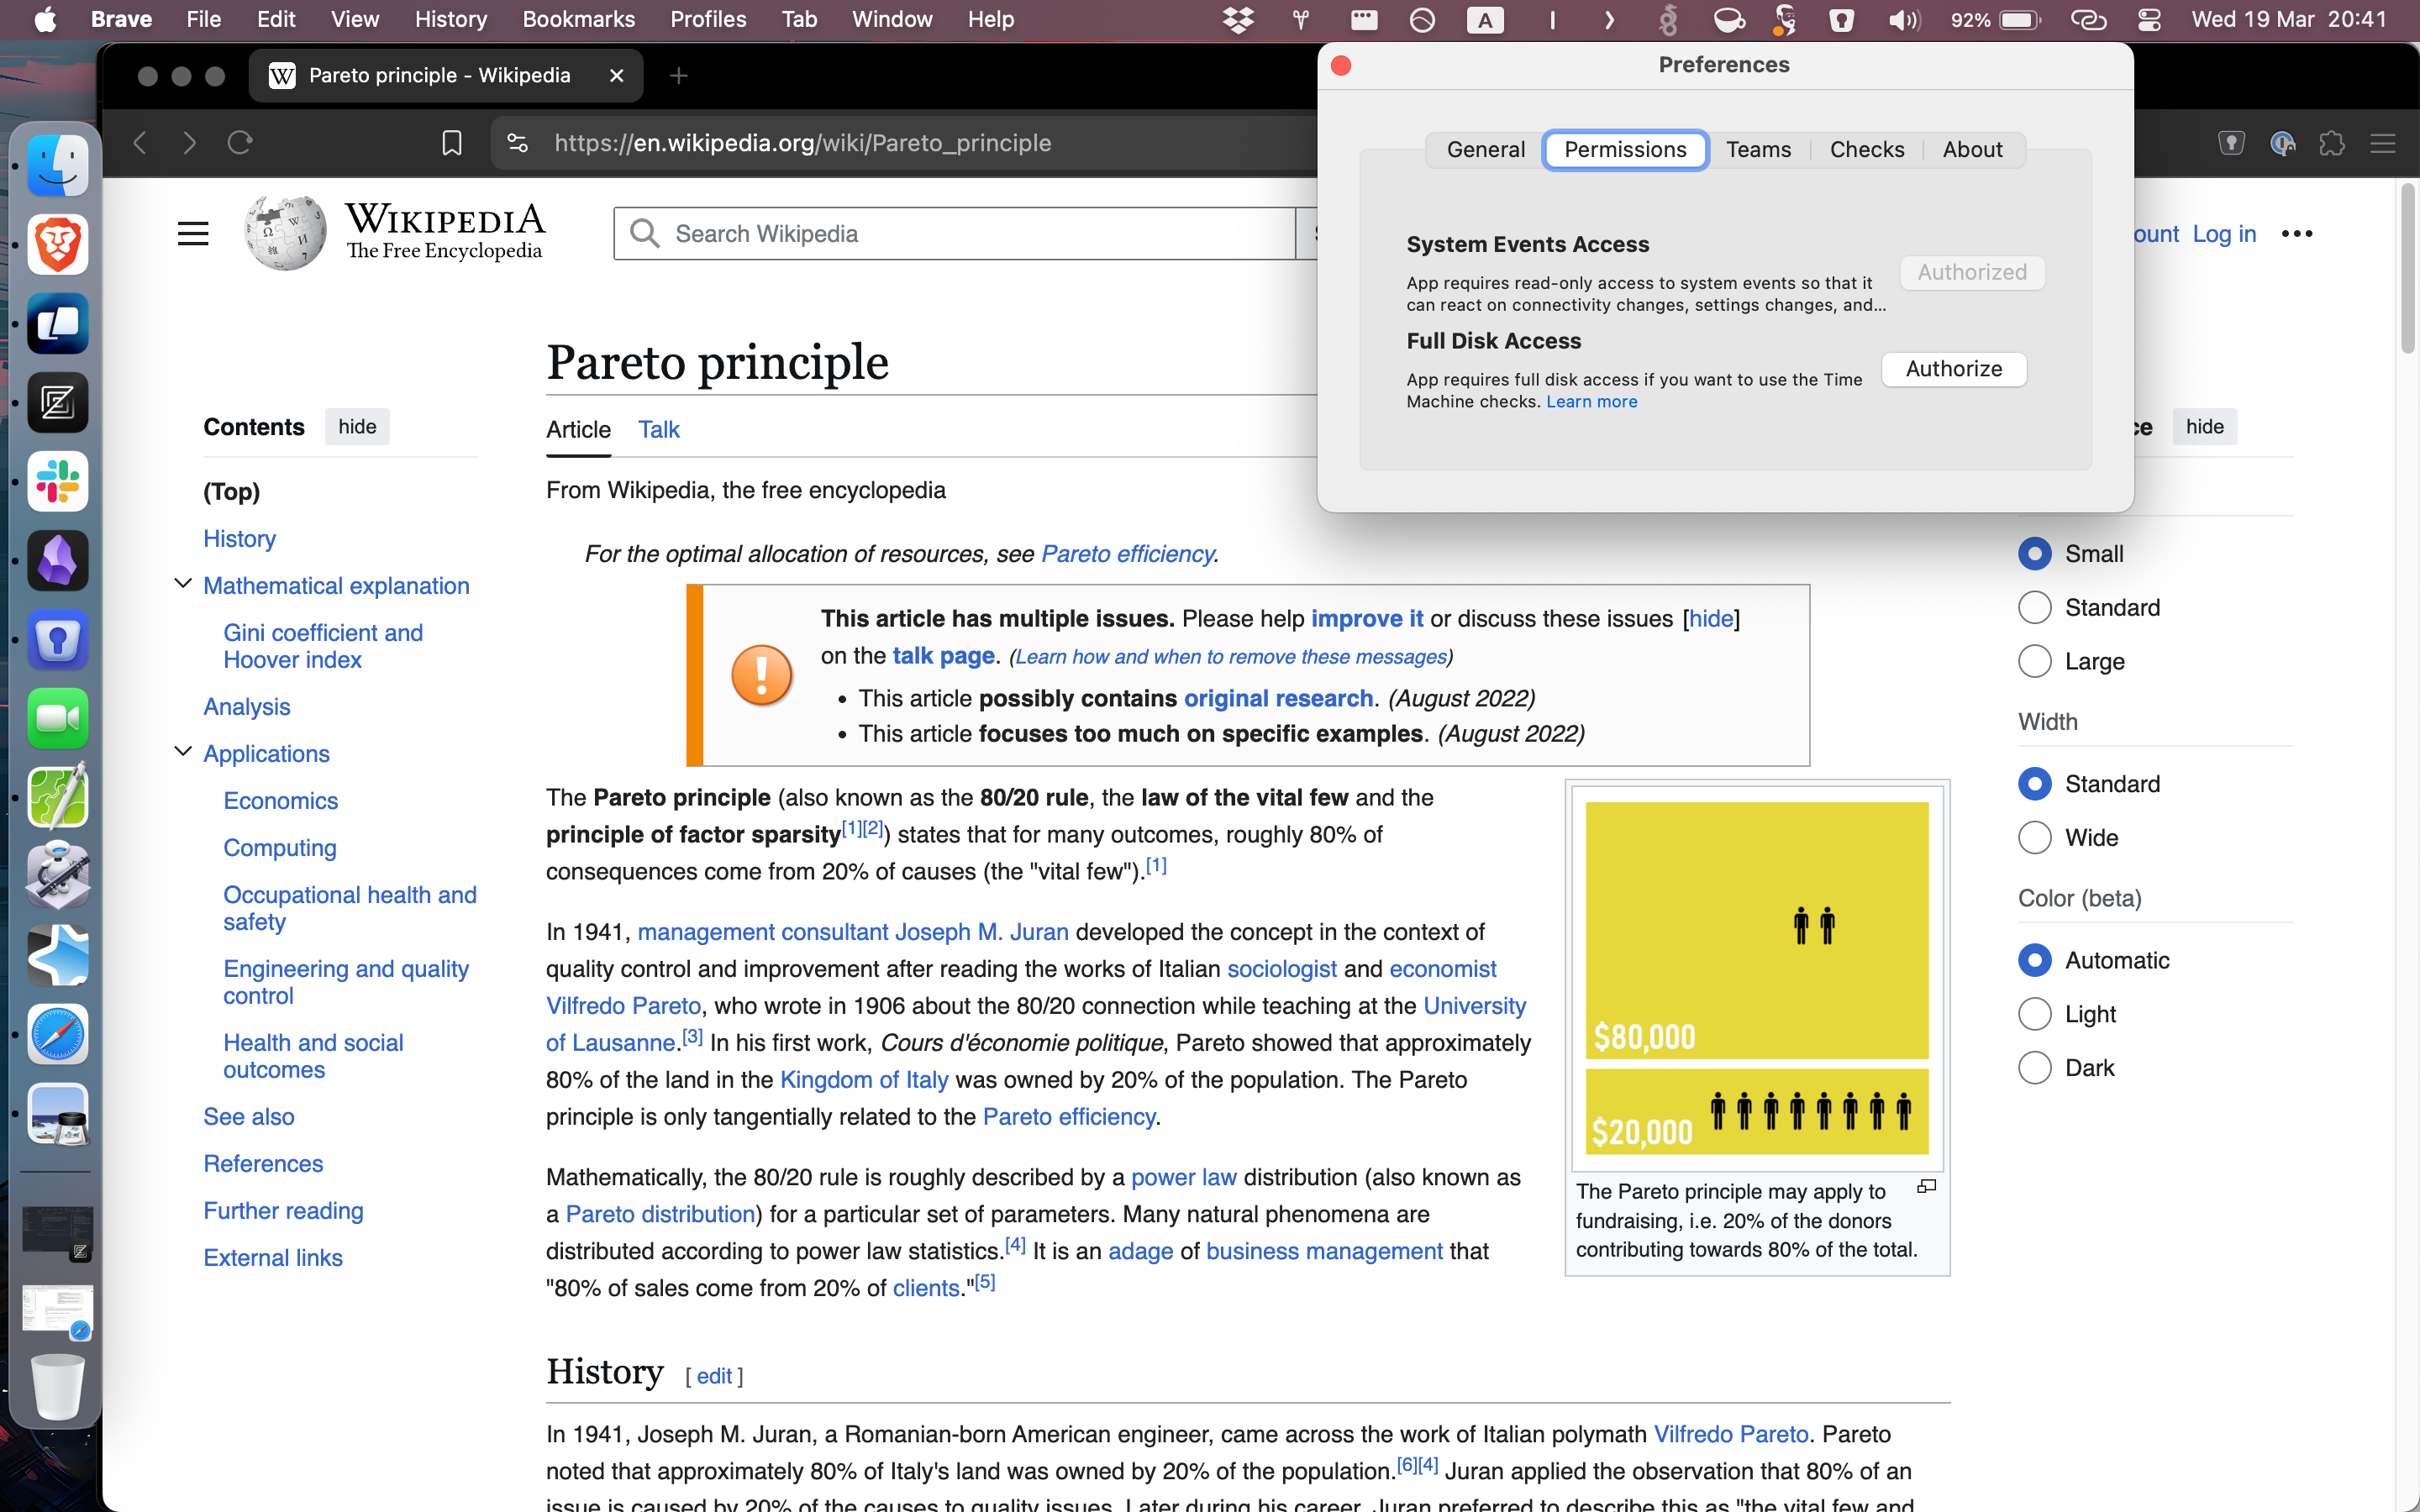 Brave File Edit View History Bookmarks Profiles Tab Window Help A 92% Wed 19 Mar 20:41
Pareto principle - Wikipedia
https://en.wikipedia.org/wiki/Pareto_principle
Preferences
General Permissions Teams Checks About
System Events Access
App requires read-only access to system events so that it
can react on connectivity changes, settings changes, and...
Authorized
Full Disk Access
App requires full disk access if you want to use the Time
Machine checks. Learn more
Authorize
WIKIPEDIA
The Free Encyclopedia
Search Wikipedia
Log in
Contents hide
(Top)
History
Mathematical explanation
Gini coefficient and
Hoover index
Analysis
Applications
Economics
Computing
Occupational health and
safety
Engineering and quality
control
Health and social
outcomes
See also
References
Further reading
External links
Pareto principle
Article Talk
From Wikipedia, the free encyclopedia
For the optimal allocation of resources, see Pareto efficiency.
This article has multiple issues. Please help improve it or discuss these issues [hide]
on the talk page. (Learn how and when to remove these messages)
• This article possibly contains original research. (August 2022)
• This article focuses too much on specific examples. (August 2022)
The Pareto principle (also known as the 80/20 rule, the law of the vital few and the
principle of factor sparsity[1][2]) states that for many outcomes, roughly 80% of
consequences come from 20% of causes (the "vital few").[1]
In 1941, management consultant Joseph M. Juran developed the concept in the context of
quality control and improvement after reading the works of Italian sociologist and economist
Vilfredo Pareto, who wrote in 1906 about the 80/20 connection while teaching at the University
of Lausanne.[3] In his first work, Cours d'économie politique, Pareto showed that approximately
80% of the land in the Kingdom of Italy was owned by 20% of the population. The Pareto
principle is only tangentially related to the Pareto efficiency.
Mathematically, the 80/20 rule is roughly described by a power law distribution (also known as
a Pareto distribution) for a particular set of parameters. Many natural phenomena are
distributed according to power law statistics.[4] It is an adage of business management that
"80% of sales come from 20% of clients."[5]
$80,000
$20,000
The Pareto principle may apply to
fundraising, i.e. 20% of the donors
contributing towards 80% of the total.
History [ edit ]
In 1941, Joseph M. Juran, a Romanian-born American engineer, came across the work of Italian polymath Vilfredo Pareto. Pareto
noted that approximately 80% of Italy's land was owned by 20% of the population.[6][4] Juran applied the observation that 80% of an
issue is caused by 20% of the causes to quality issues. Later during his career, Juran preferred to describe this as "the vital few and
hide
Small
Standard
Large
Width
Standard
Wide
Color (beta)
Automatic
Light
Dark